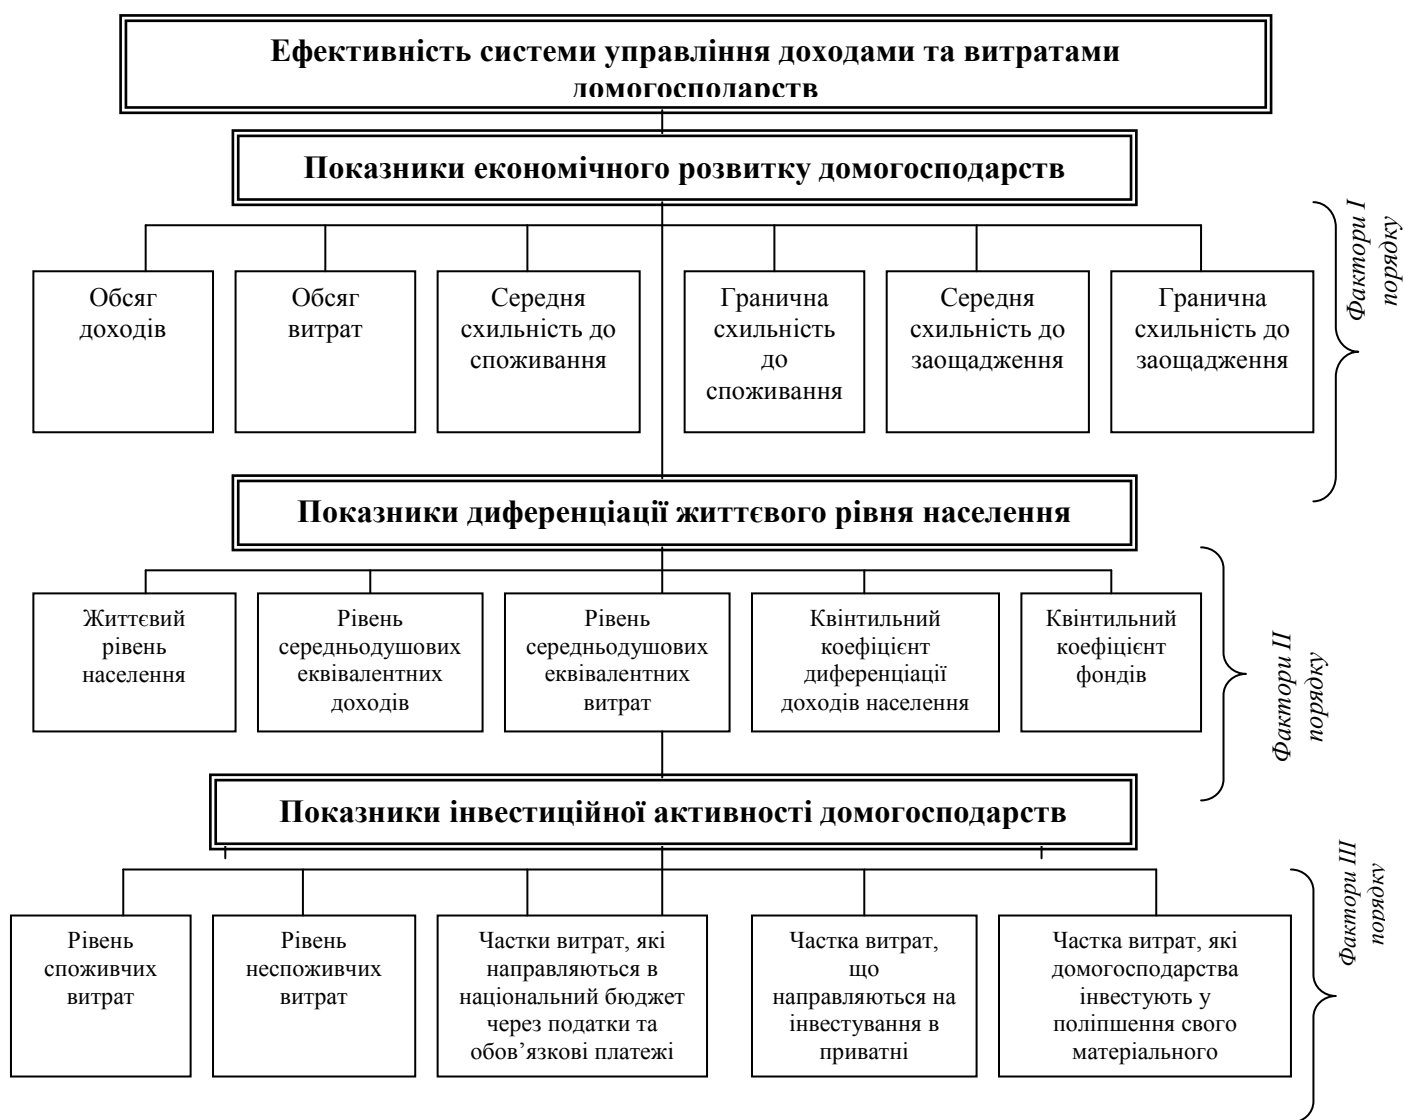 Ефективність системи управління доходами та витратами
домогосподарств
Показники економічного розвитку домогосподарств
Фактори I
порядку
Обсяг
доходів
Обсяг
витрат
Середня
схильність до
споживання
Гранична
схильність
до
споживання
Середня
схильність до
заощадження
Гранична
схильність до
заощадження
Показники диференціації життєвого рівня населення
Фактори II
порядку
Життєвий
рівень
населення
Рівень
середньодушових
еквівалентних
доходів
Рівень
середньодушових
еквівалентних
витрат
Квінтильний
коефіцієнт
диференціації
доходів населення
Квінтильний
коефіцієнт
фондів
Показники інвестиційної активності домогосподарств
Фактори III
порядку
Рівень
споживчих
витрат
Рівень
неспоживчих
витрат
Частки витрат, які
направляються в
національний бюджет
через податки та
обов’язкові платежі
Частка витрат,
що
направляються на
інвестування в
приватні
Частка витрат, які
домогосподарства
інвестують у
поліпшення свого
матеріального